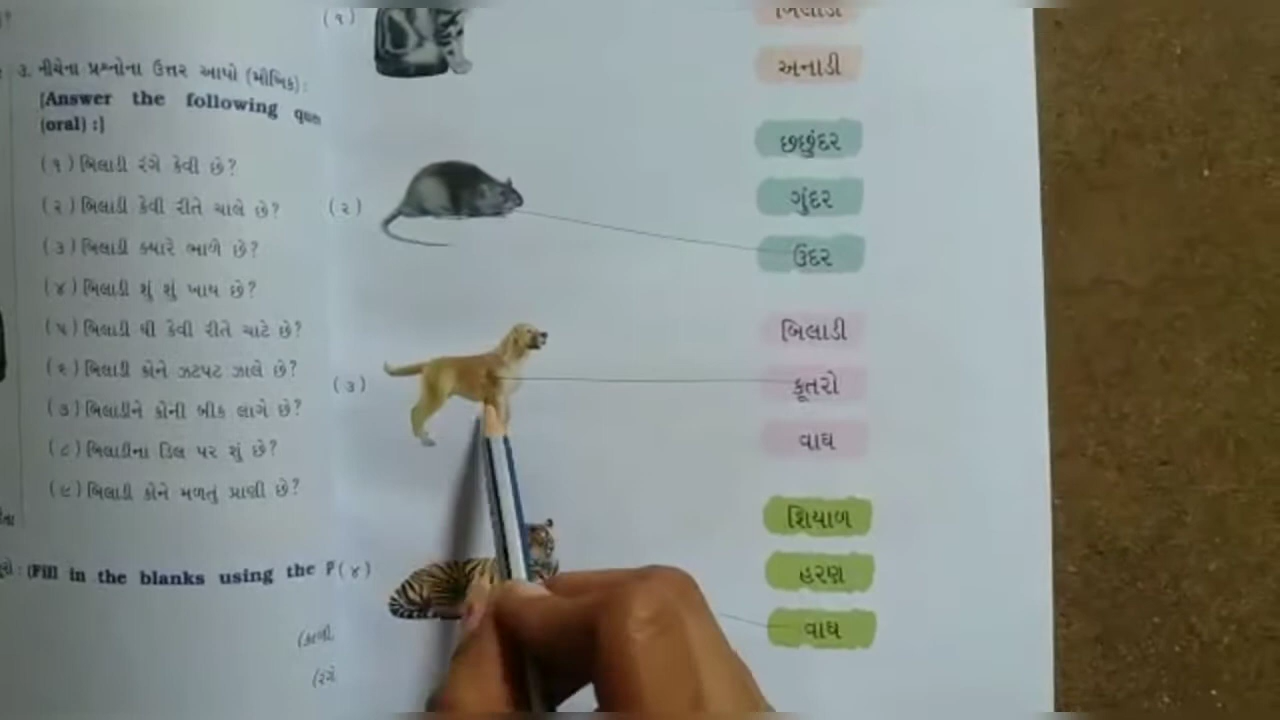 ૩. નીચેના પ્રશ્નોના ઉત્તર આપો (મૌખિક) :
[Answer the following
(oral) :]
(૧) બિલાડી રંગે કેવી છે?
(૨) બિલાડી કેવી રીતે ચાલે છે?
(૩) બિલાડી ક્યારે ભાળે છે?
(૪) બિલાડી શું શું ખાય છે?
(૫) બિલાડી ઘી કેવી રીતે ચાટે છે?
(૬) બિલાડી કોને ઝટપટ ઝાલે છે?
(૭) બિલાડીને કોની બીક લાગે છે?
(૮) બિલાડીના ડિલ પર શું છે?
(૯) બિલાડી કોને મળતું પ્રાણી છે?
(Fill in the blanks using the
(કાળી,
(રંગે
(૧)
બિલાડી
અનાડી
(૨)
છછુંદર
ગુંદર
ઉંદર
(૩)
બિલાડી
કૂતરો
વાઘ
(૪)
શિયાળ
હરણ
વાઘ